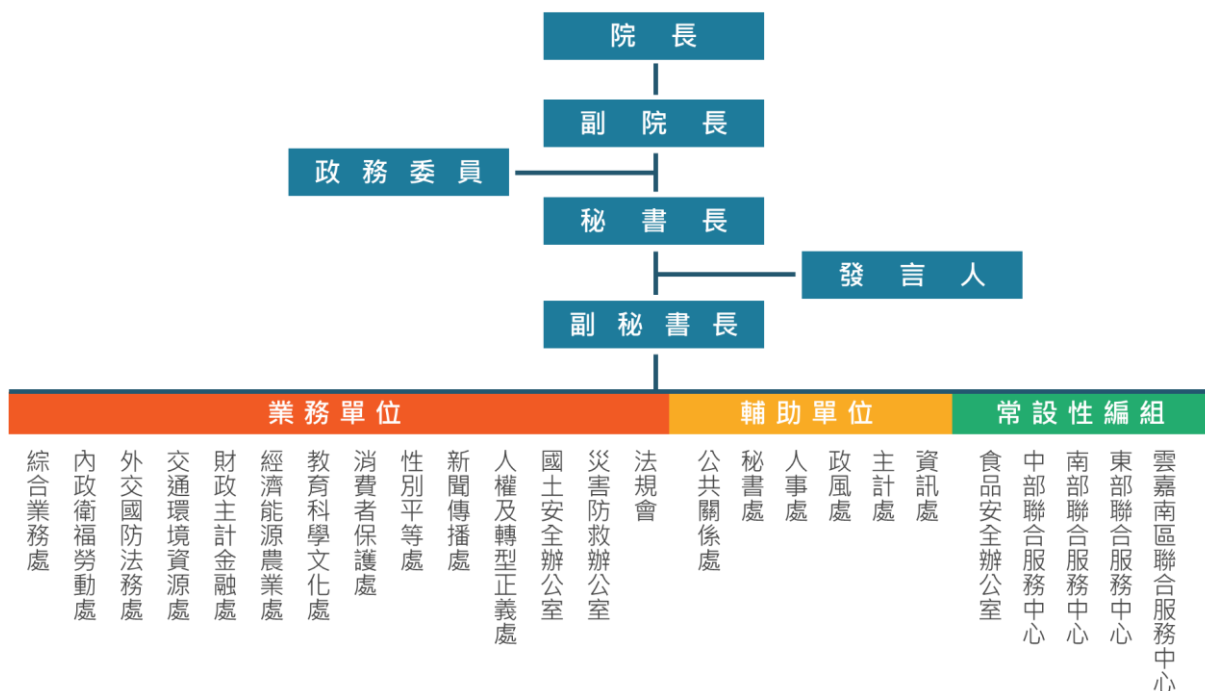 院長
副院長
政務委員
秘書長
發言人
副秘書長
業務單位
輔助單位
常設性編組
綜合業務處
內政衛福勞動處
外交國防法務處
交通環境資源處
財政主計金融處
經濟能源農業處
教育科學文化處
消費者保護處
性別平等處
新聞傳播處
人權及轉型正義處
國土安全辦公室
災害防救辦公室
法規會
公共關係處
秘書處
人事處
政風處
主計處
資訊處
食品安全辦公室
中部聯合服務中心
南部聯合服務中心
東部聯合服務中心
雲嘉南區聯合服務中心